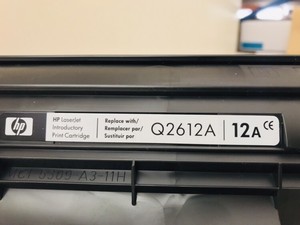 hp
HP LaserJet
Introductory
Print Cartridge
Replace with/
Remplacer par/
Sustituir por
Q2612A
12A CE